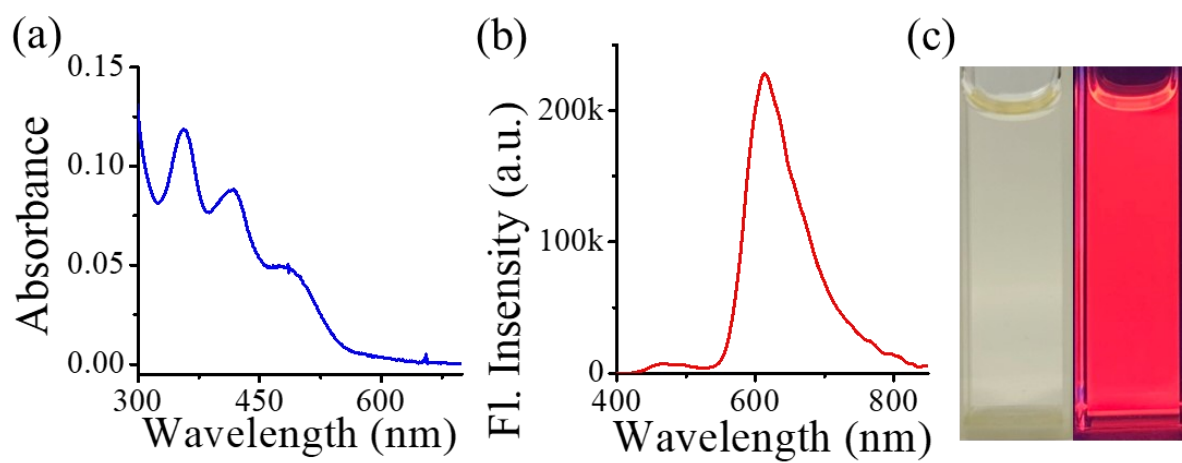 (a)
Absorbance
0.15
0.10
0.05
0.00
300
450
600
Wavelength (nm)
(b)
Fl. Insensity (a.u.)
200k
100k
0
400
600
800
Wavelength (nm)
(c)